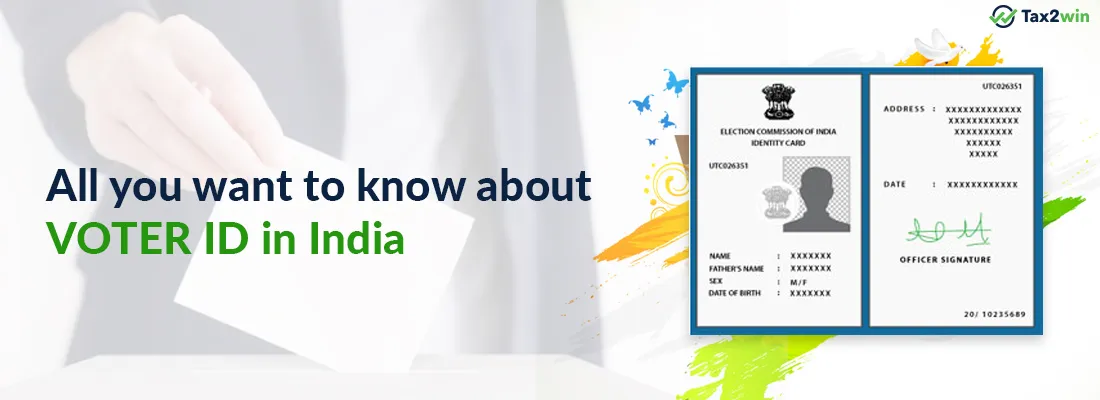 Tax2win
All you want to know about
VOTER ID in India
ELECTION COMMISSION OF INDIA
IDENTITY CARD
UTC026351
NAME : XXXXXXX
FATHER'S NAME : XXXXXXX
SEX : M/F
DATE OF BIRTH : XXXXXXX
UTC026351
ADDRESS : XXXXXXXXXXXXX
XXXXXXXXXXXX
XXXXXXXXXX
XXXXXX
XXXXX
DATE : XXXXXXXXXXXX
OFFICER SIGNATURE
20/ 10235689